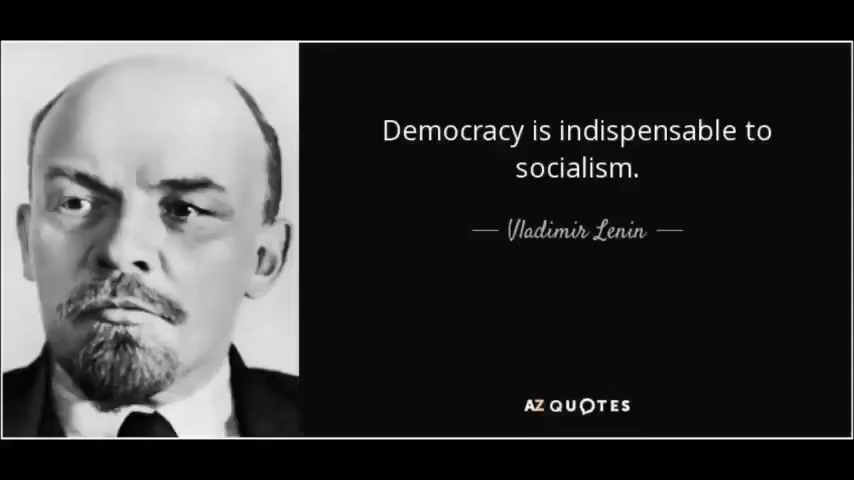 Democracy is indispensable to
socialism.
— Vladimir Lenin —
AZ QUOTES